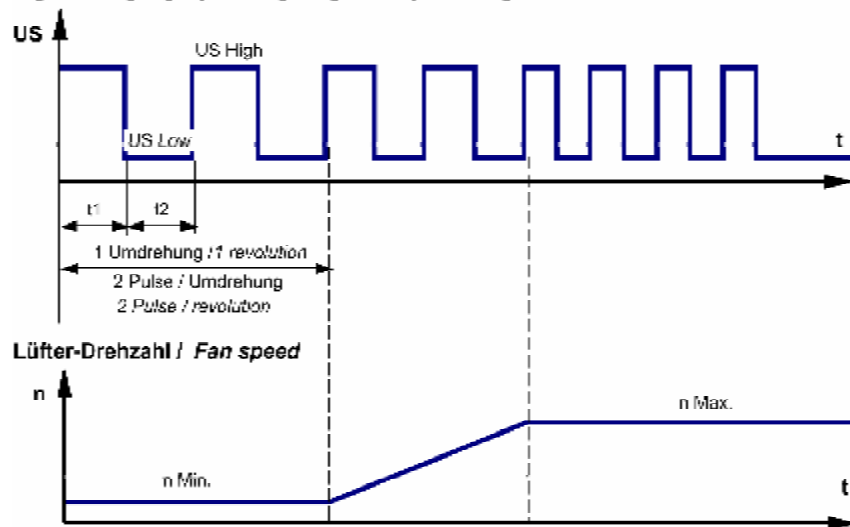 US
US High
US Low
t
t1 t2
1 Umdrehung / 1 revolution
2 Pulse / Umdrehung
2 Pulse / revolution
Lüfter-Drehzahl / Fan speed
n
n Max.
n Min.
t